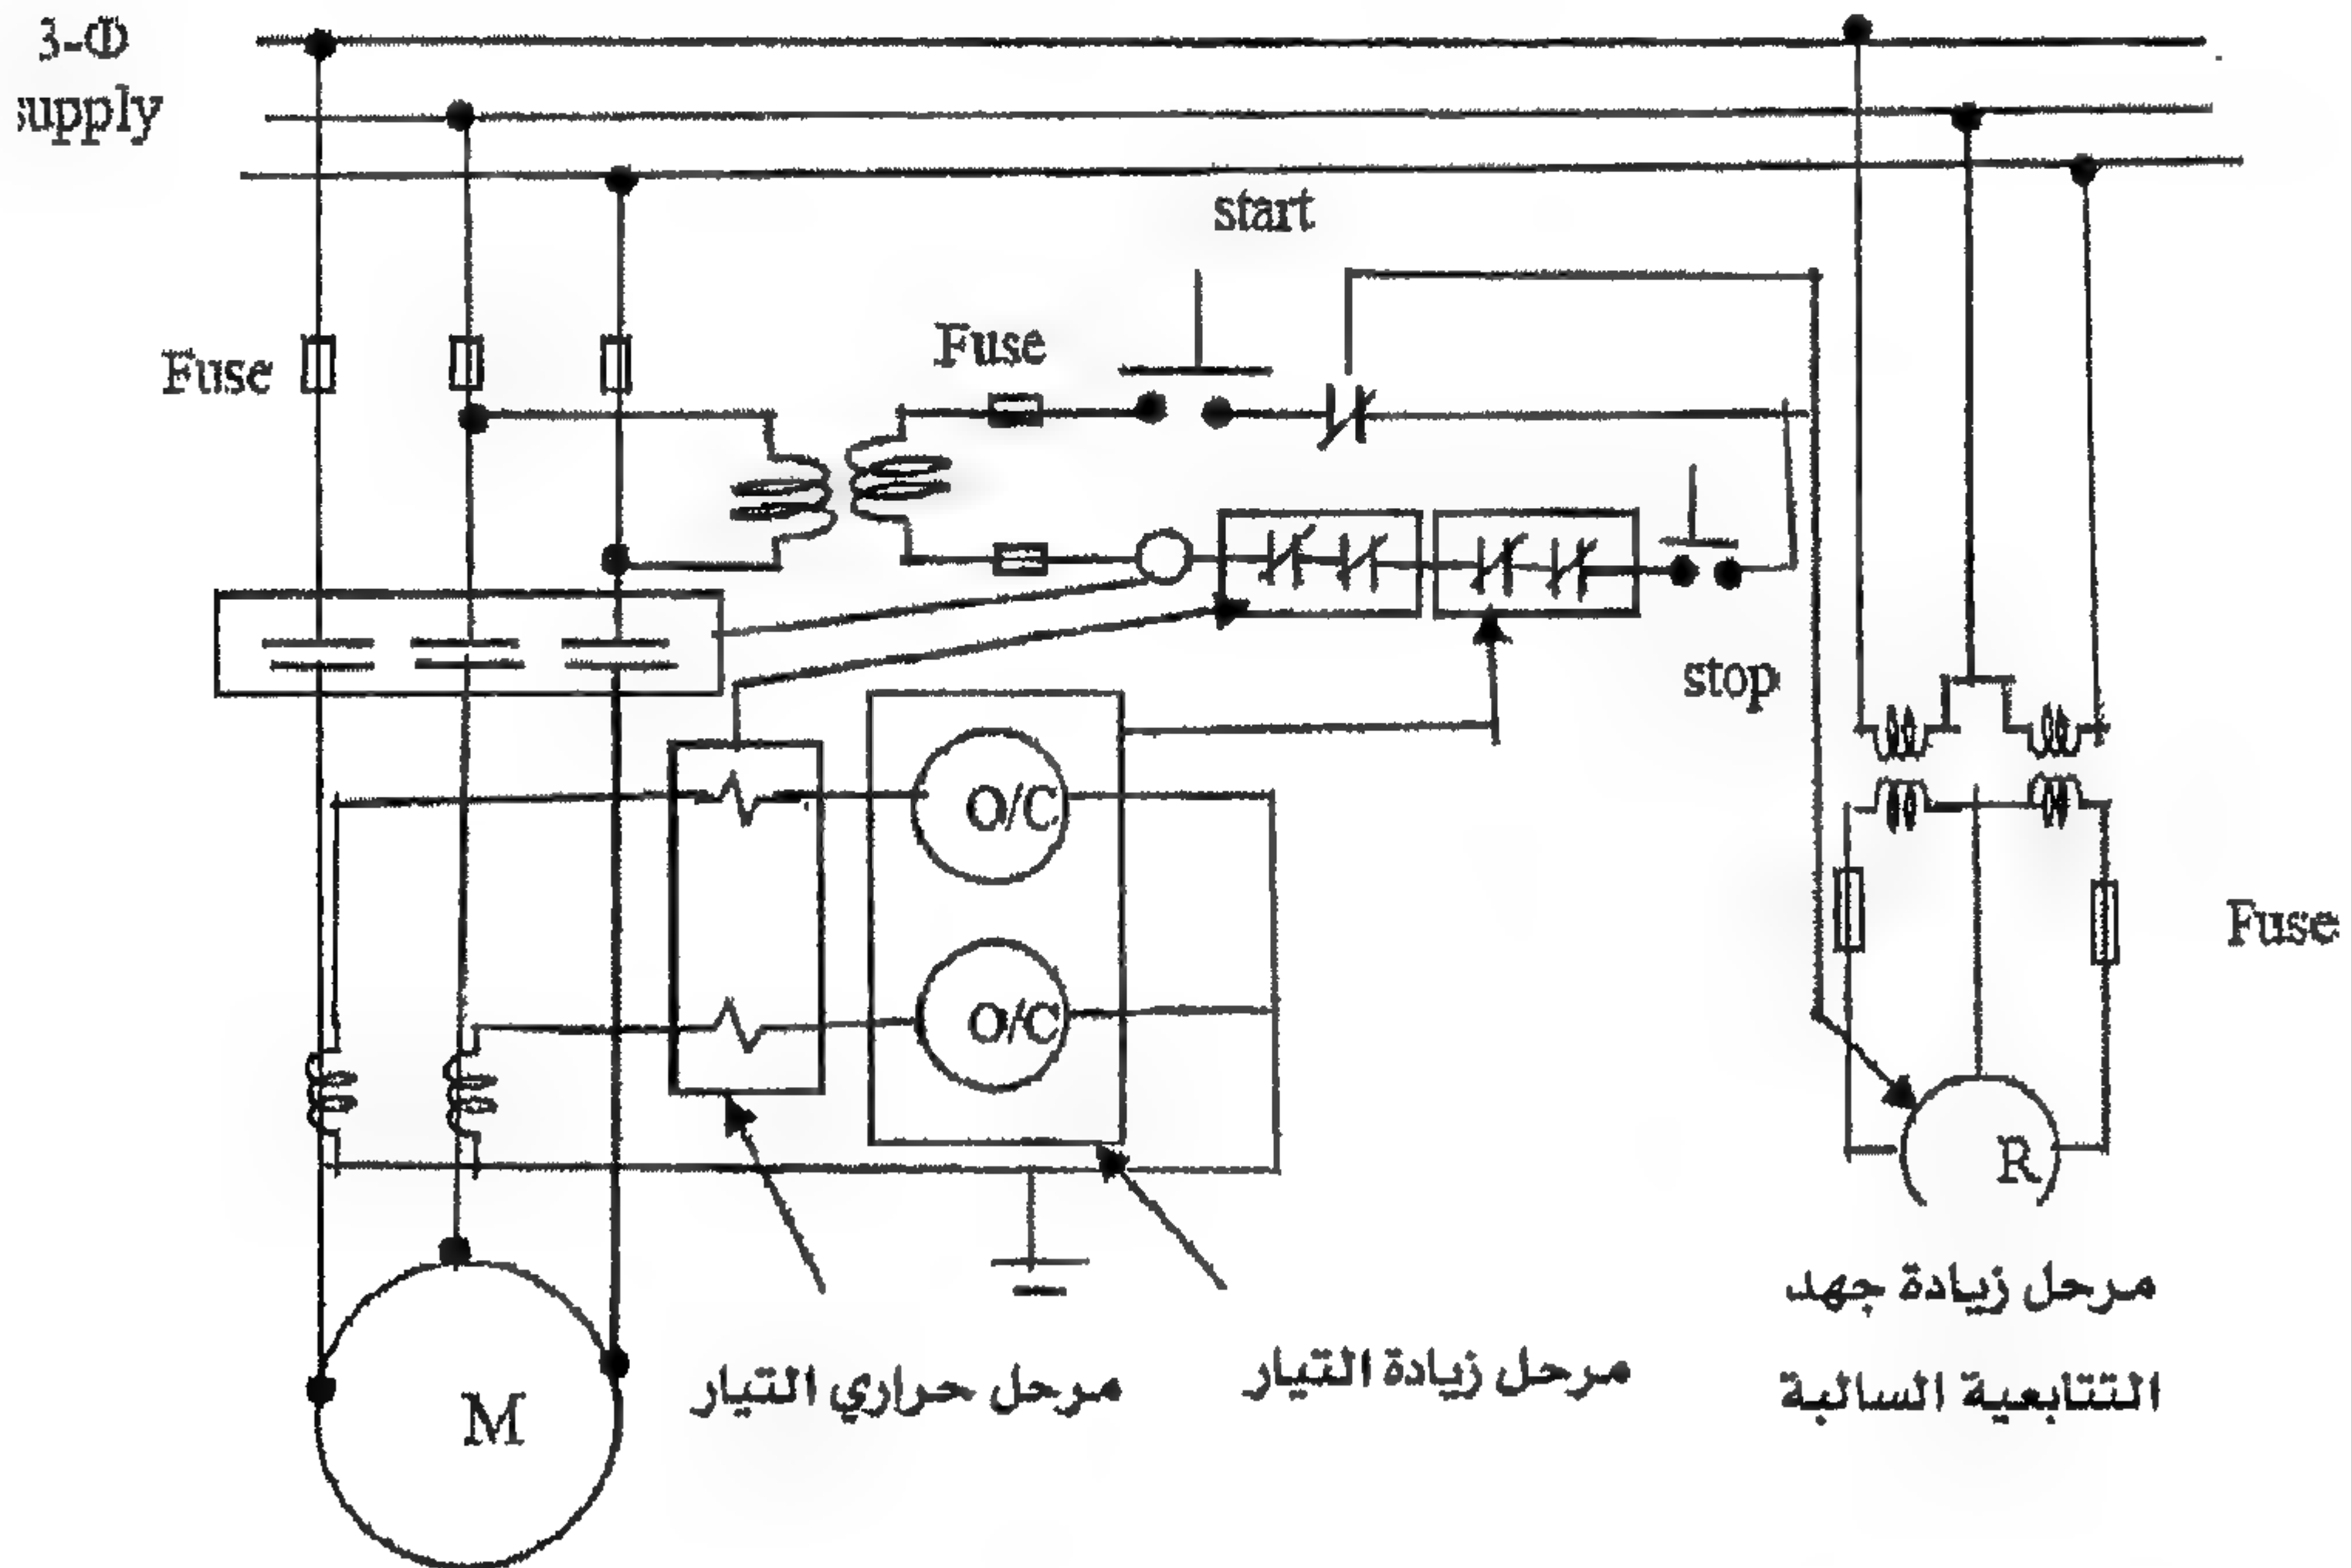 3-Φ
supply
start
Fuse
Fuse
stop
O/C
O/C
Fuse
R
M
مرحل حراري التيار
مرحل زيادة التيار
مرحل زيادة جهد
التتابعية السالبة